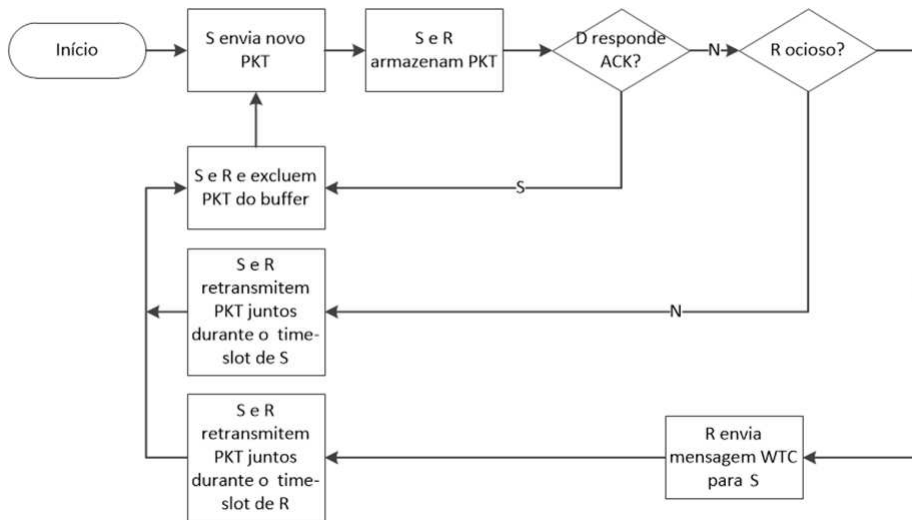 Início
S envia novo
PKT
S e R
armazenam PKT
D responde
ACK?
N
R ocioso?
S e R e excluem
PKT do buffer
S
S e R
retransmitem
PKT juntos
durante o time-
slot de S
N
S e R
retransmitem
PKT juntos
durante o time-
slot de R
R envia
mensagem WTC
para S